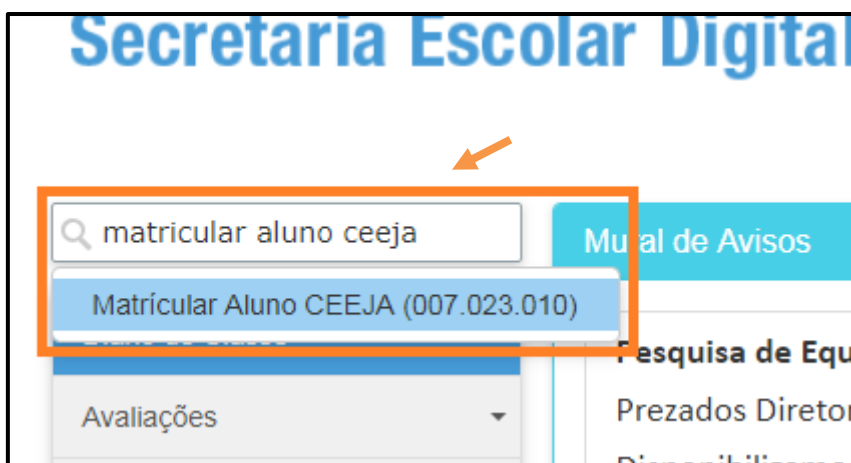 Secretaria Escolar Digital
matricular aluno ceeja
Matrícular Aluno CEEJA (007.023.010)
Mural de Avisos
Avaliações
Pesquisa de Equ
Prezados Diretor